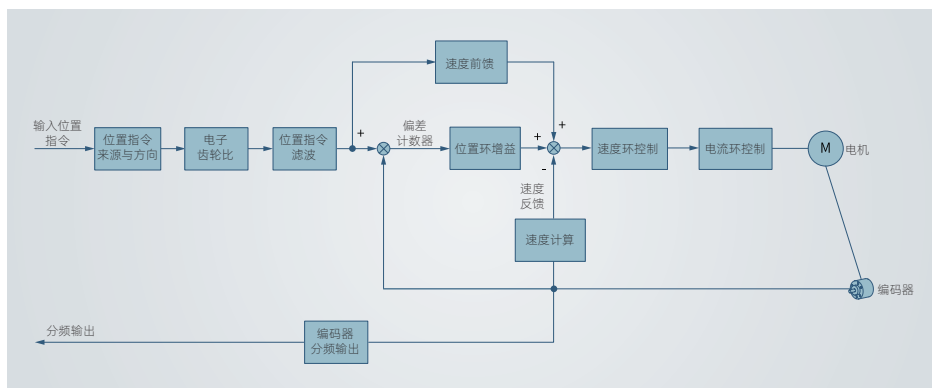 速度前馈
输入位置
指令
位置指令
来源与方向
电子
齿轮比
位置指令
滤波
+
偏差
计数器
位置环增益
+
+
-
速度环控制
电流环控制
M
电机
速度
反馈
速度计算
编码器
分频输出
编码器
分频输出